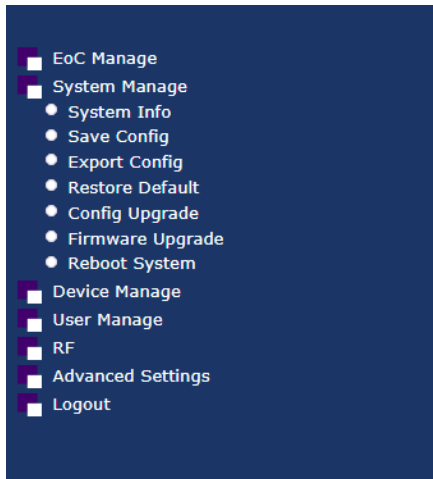 EoC Manage
System Manage
System Info
Save Config
Export Config
Restore Default
Config Upgrade
Firmware Upgrade
Reboot System
Device Manage
User Manage
RF
Advanced Settings
Logout